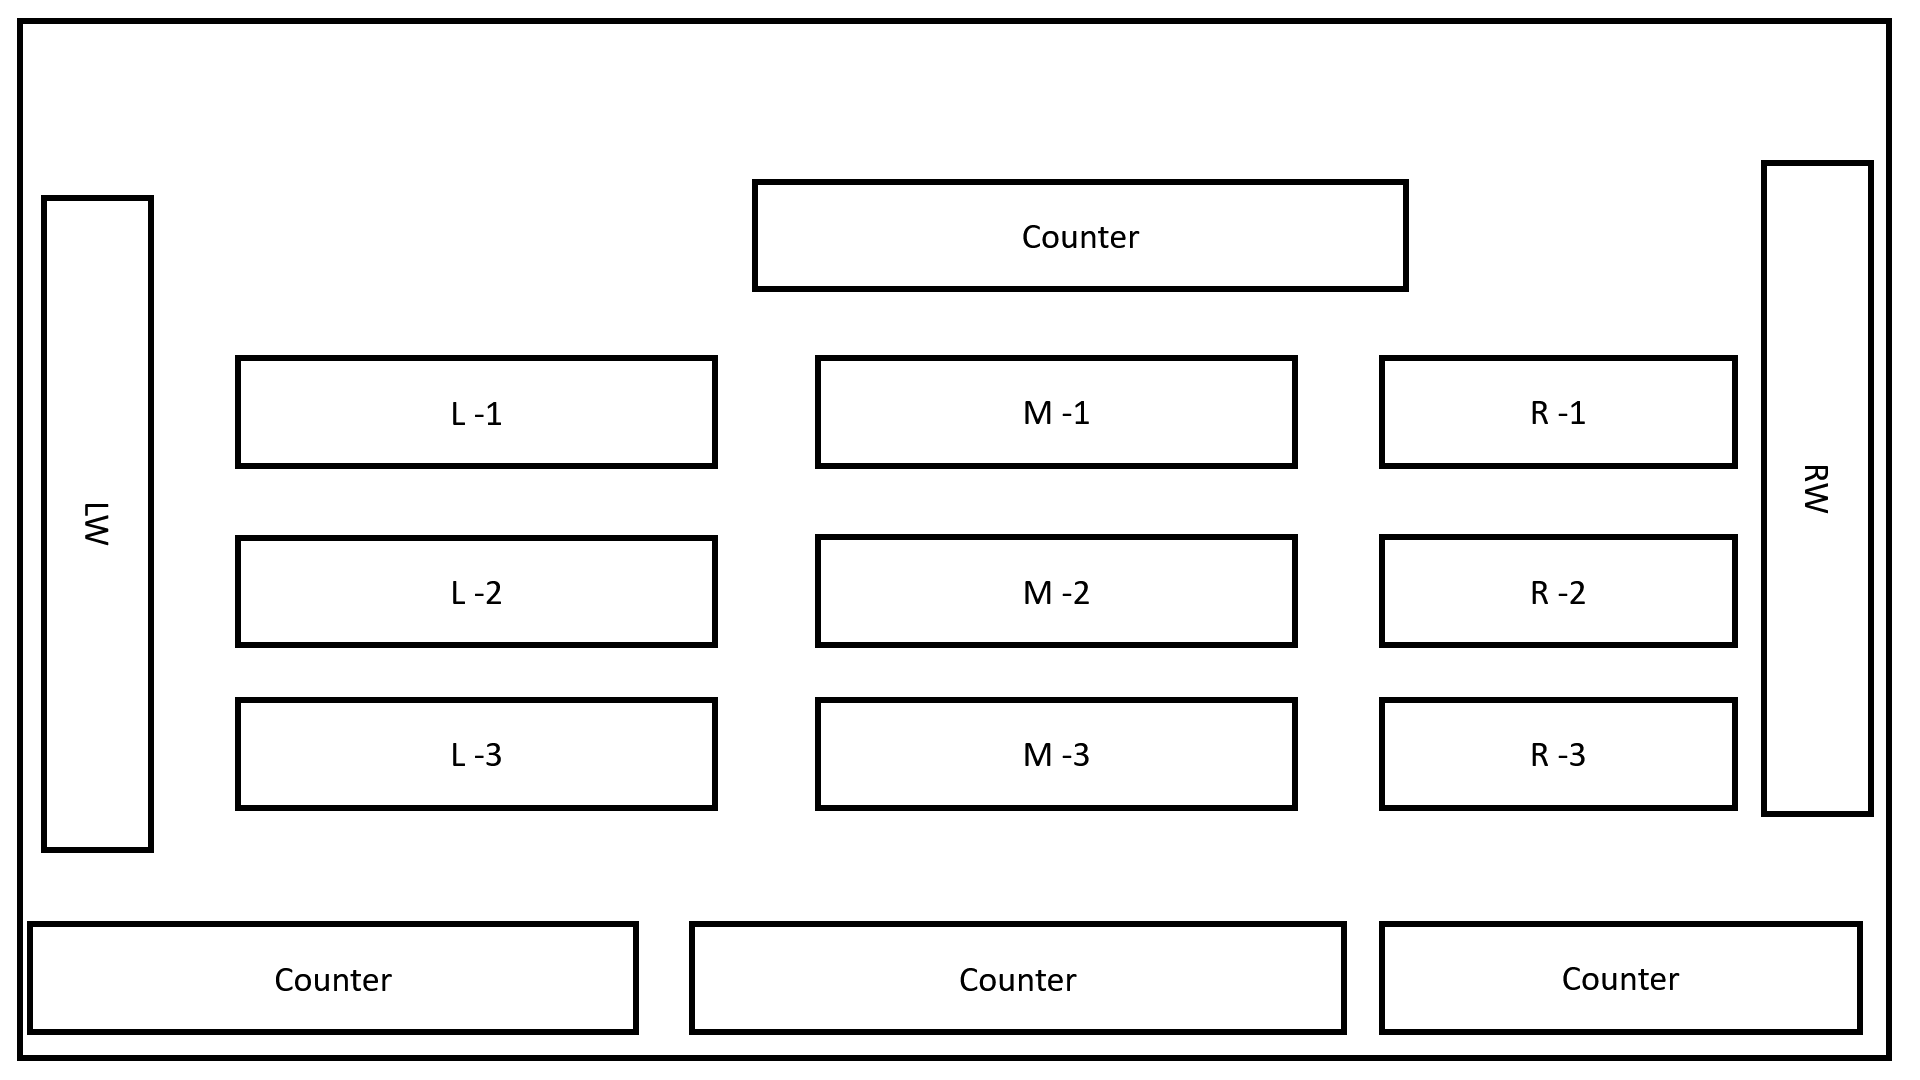 Counter
LW
L -1
M -1
R -1
RW
L -2
M -2
R -2
L -3
M -3
R -3
Counter
Counter
Counter